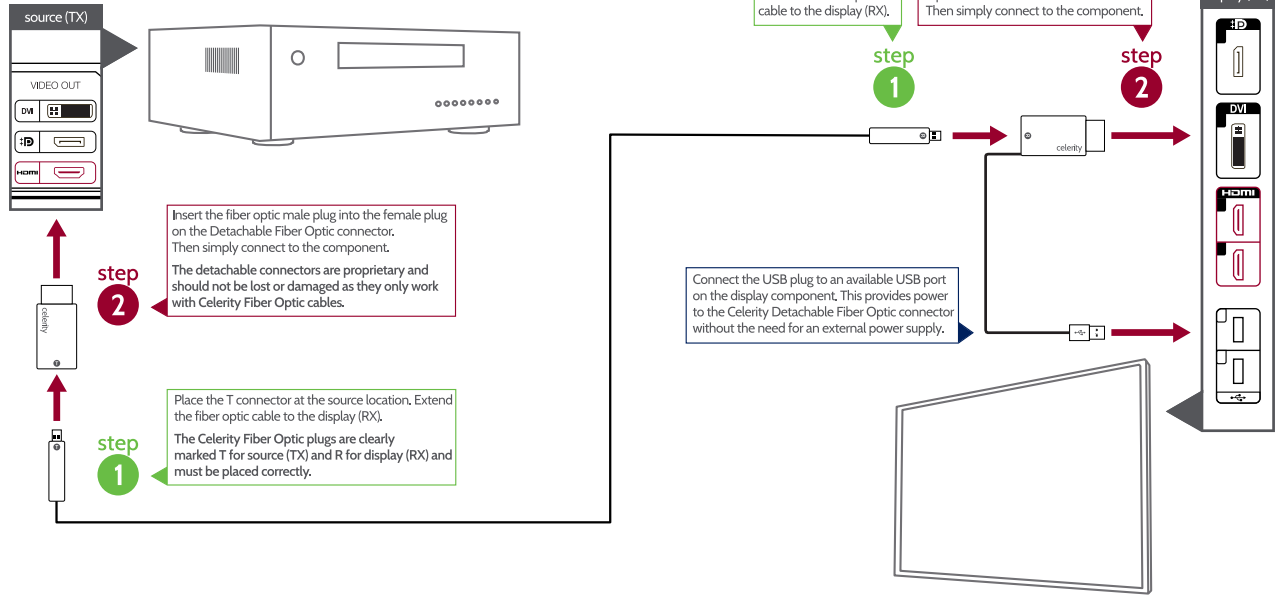 source (TX)
VIDEO OUT
DVI
HDMI
cable to the display (RX).
Then simply connect to the component.
step
1
step
2
DVI
HDMI
celerity
Insert the fiber optic male plug into the female plug
on the Detachable Fiber Optic connector.
Then simply connect to the component.
The detachable connectors are proprietary and
should not be lost or damaged as they only work
with Celerity Fiber Optic cables.
step
2
celerity
T
Connect the USB plug to an available USB port
on the display component. This provides power
to the Celerity Detachable Fiber Optic connector
without the need for an external power supply.
Place the T connector at the source location. Extend
the fiber optic cable to the display (RX).
The Celerity Fiber Optic plugs are clearly
marked T for source (TX) and R for display (RX) and
must be placed correctly.
step
1
T